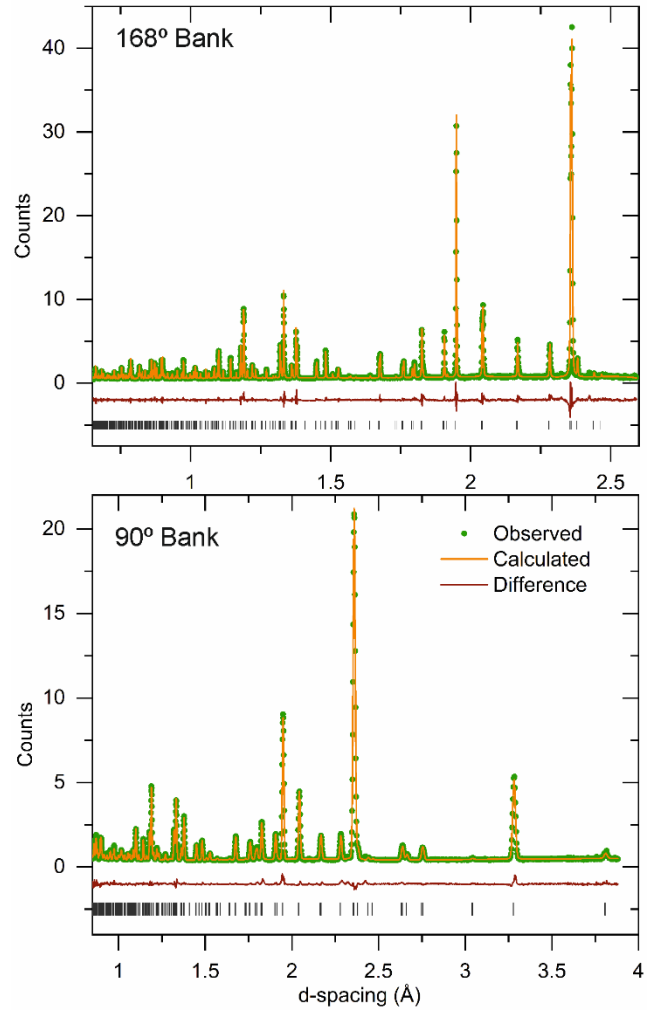 168º Bank
40
30
20
10
0
Counts
1
1.5
2
2.5
90º Bank
Observed
Calculated
Difference
20
15
10
5
0
Counts
1
1.5
2
2.5
3
3.5
4
d-spacing (Å)